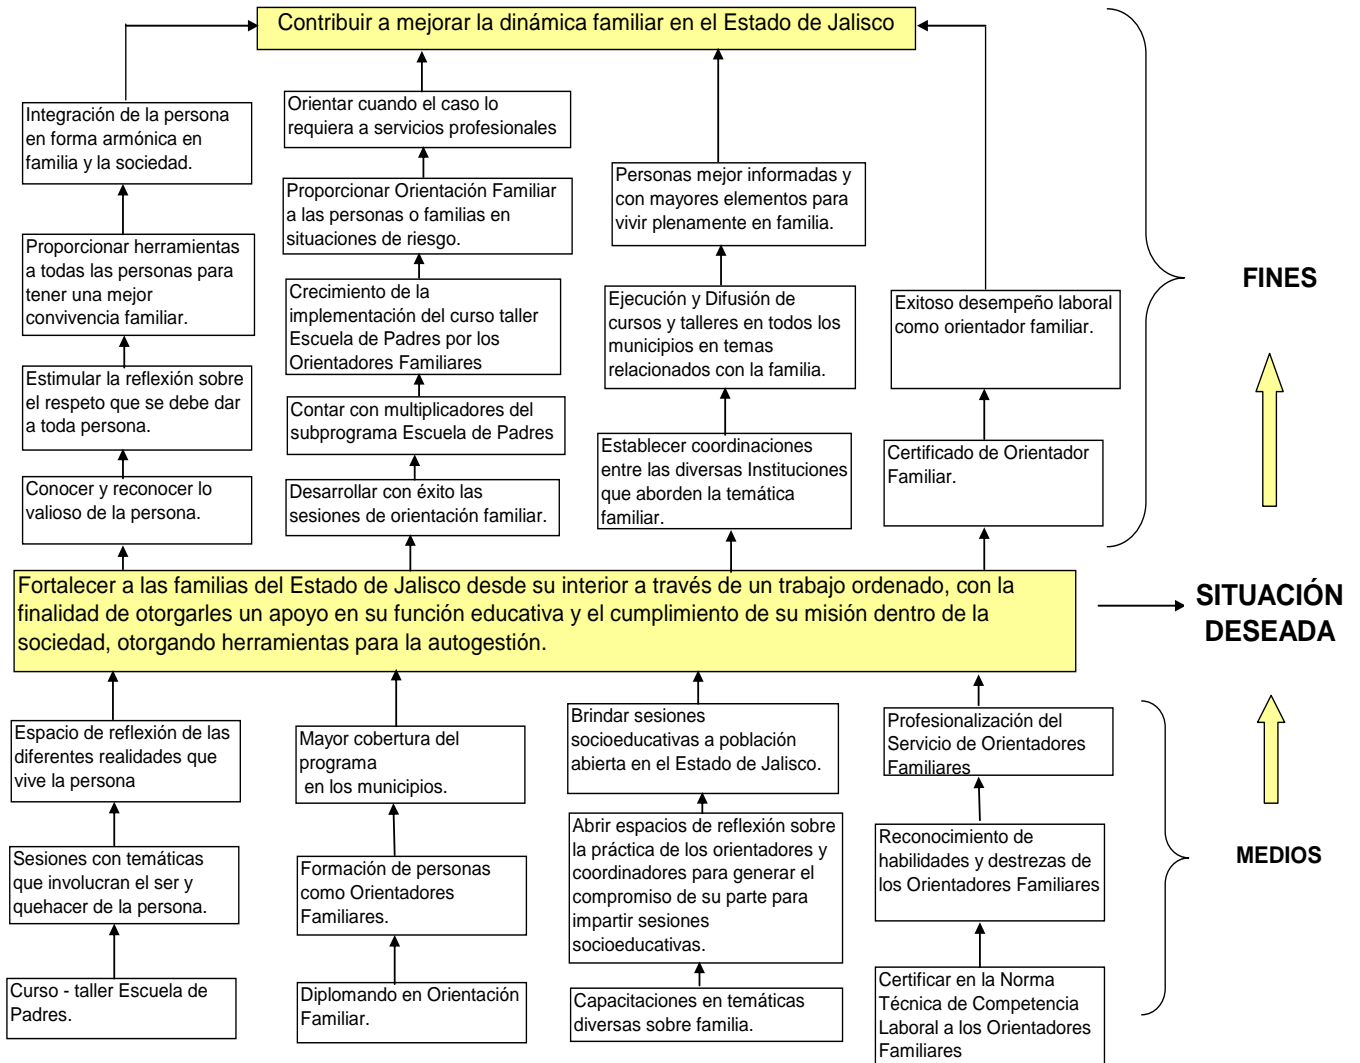 Contribuir a mejorar la dinámica familiar en el Estado de Jalisco
Integración de la persona
en forma armónica en
familia y la sociedad.
Proporcionar herramientas
a todas las personas para
tener una mejor
convivencia familiar.
Estimular la reflexión sobre
el respeto que se debe dar
a toda persona.
Conocer y reconocer lo
valioso de la persona.
Orientar cuando el caso lo
requiera a servicios profesionales
Proporcionar Orientación Familiar
a las personas o familias en
situaciones de riesgo.
Crecimiento de la
implementación del curso taller
Escuela de Padres por los
Orientadores Familiares
Contar con multiplicadores del
subprograma Escuela de Padres
Desarrollar con éxito las
sesiones de orientación familiar.
Personas mejor informadas y
con mayores elementos para
vivir plenamente en familia.
Ejecución y Difusión de
cursos y talleres en todos los
municipios en temas
relacionados con la familia.
Establecer coordinaciones
entre las diversas Instituciones
que aborden la temática
familiar.
Exitoso desempeño laboral
como orientador familiar.
Certificado de Orientador
Familiar.
FINES
Fortalecer a las familias del Estado de Jalisco desde su interior a través de un trabajo ordenado, con la
finalidad de otorgarles un apoyo en su función educativa y el cumplimiento de su misión dentro de la
sociedad, otorgando herramientas para la autogestión.
SITUACIÓN
DESEADA
Espacio de reflexión de las
diferentes realidades que
vive la persona
Sesiones con temáticas
que involucran el ser y
quehacer de la persona.
Curso - taller Escuela de
Padres.
Mayor cobertura del
programa
en los municipios.
Formación de personas
como Orientadores
Familiares.
Diplomando en Orientación
Familiar.
Brindar sesiones
socioeducativas a población
abierta en el Estado de Jalisco.
Abrir espacios de reflexión sobre
la práctica de los orientadores y
coordinadores para generar el
compromiso de su parte para
impartir sesiones
socioeducativas.
Capacitaciones en temáticas
diversas sobre familia.
Profesionalización del
Servicio de Orientadores
Familiares
Reconocimiento de
habilidades y destrezas de
los Orientadores Familiares
Certificar en la Norma
Técnica de Competencia
Laboral a los Orientadores
Familiares
MEDIOS